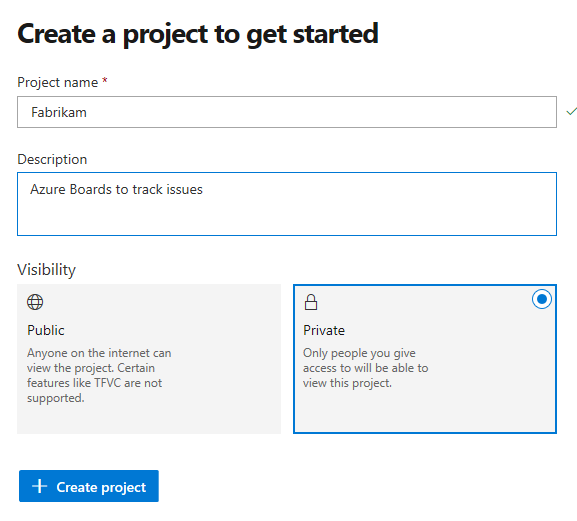 Create a project to get started
Project name *
Fabrikam
Description
Azure Boards to track issues
Visibility
Public
Anyone on the internet can
view the project. Certain
features like TFVC are not
supported.
Private
Only people you give
access to will be able to
view this project.
+ Create project